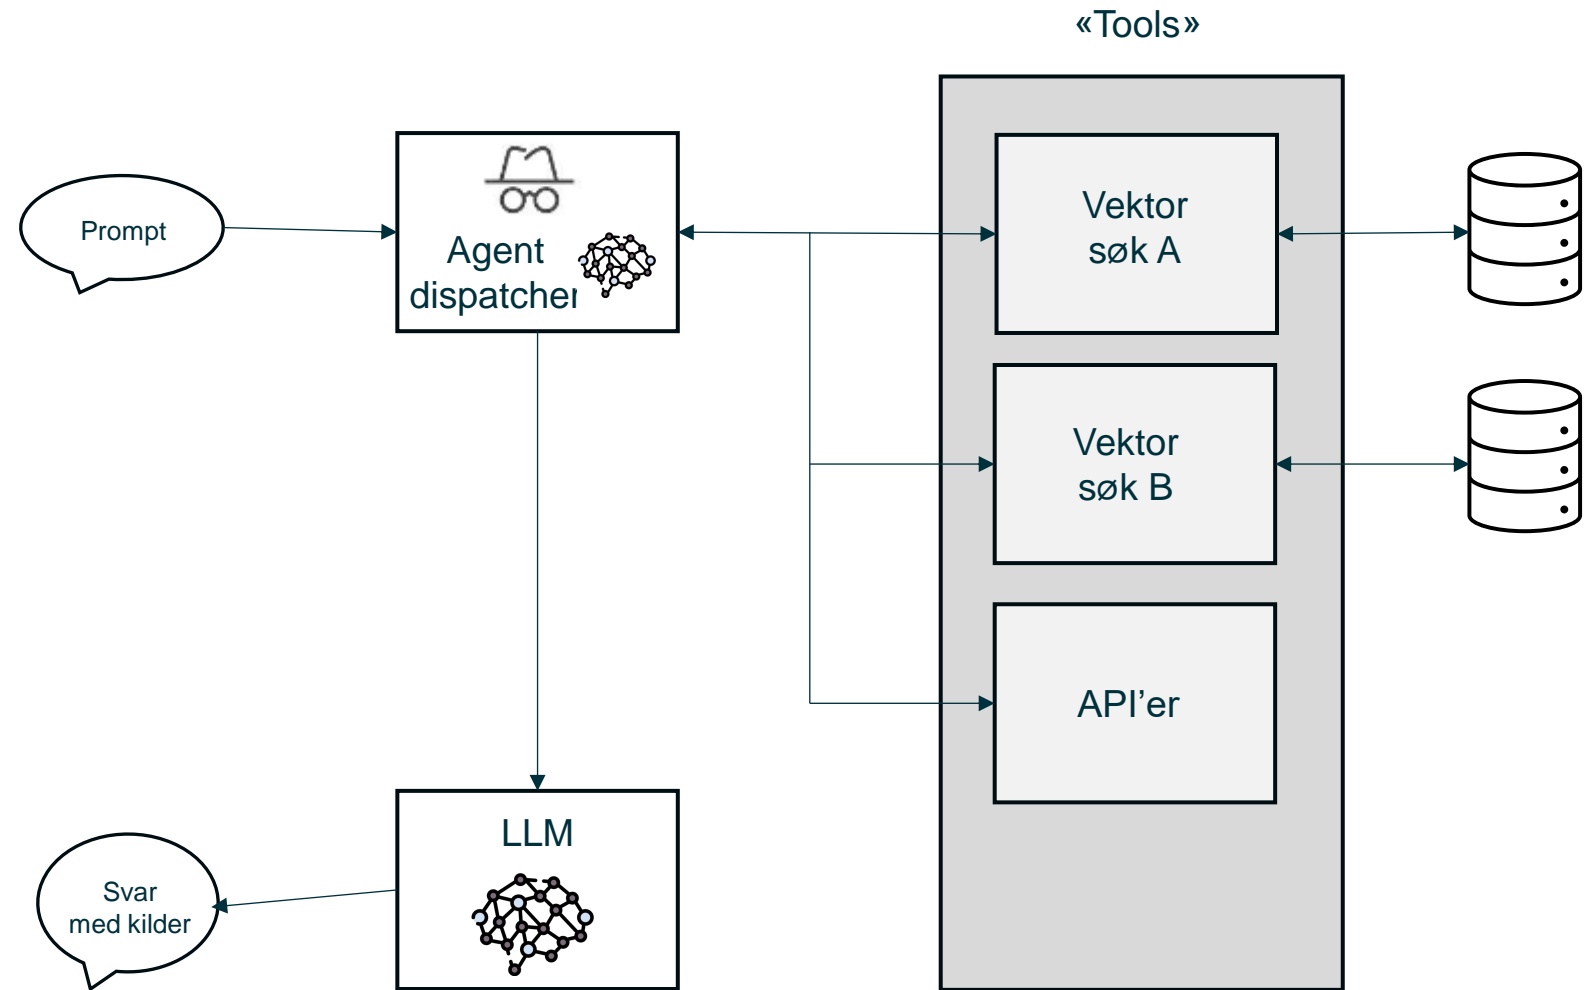 «Tools»
Prompt
Agent
dispatcher
Vektor
søk A
Vektor
søk B
API’er
LLM
Svar
med kilder